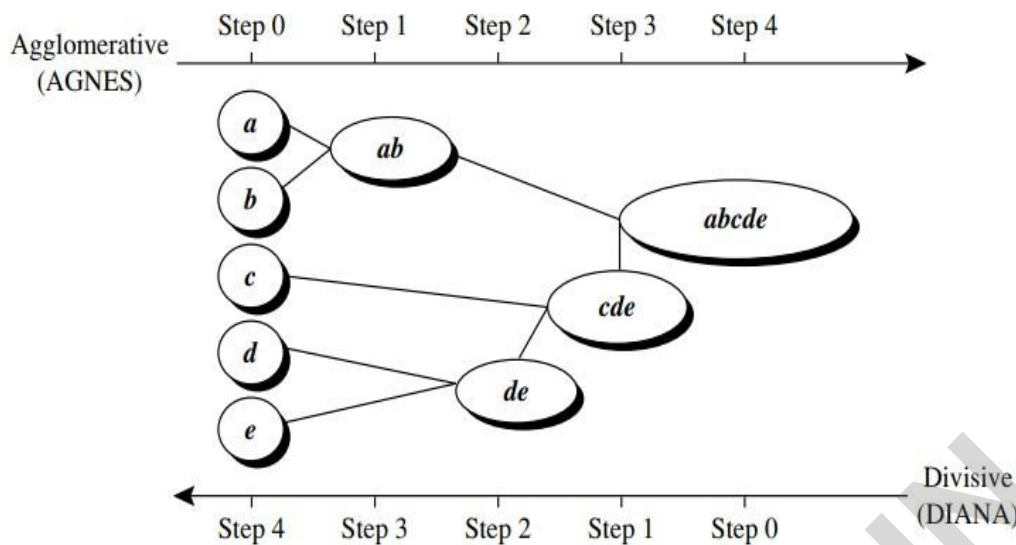 Step 0 Step 1 Step 2 Step 3 Step 4
Agglomerative
(AGNES)
a
ab
b
abcde
c
cde
d
de
e
Divisive
(DIANA)
Step 4 Step 3 Step 2 Step 1 Step 0